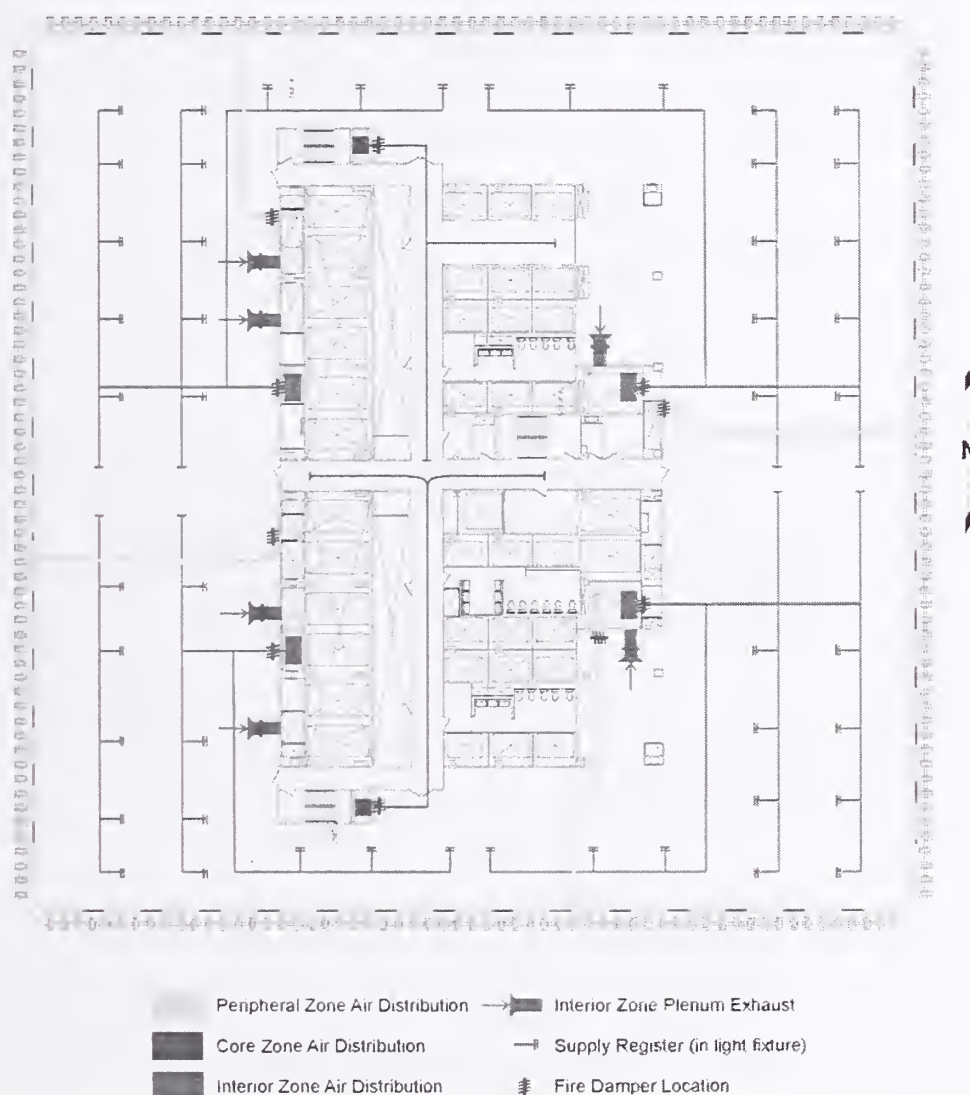 N
Peripheral Zone Air Distribution
Interior Zone Plenum Exhaust
Core Zone Air Distribution
Supply Register (in light fixture)
Interior Zone Air Distribution
Fire Damper Location